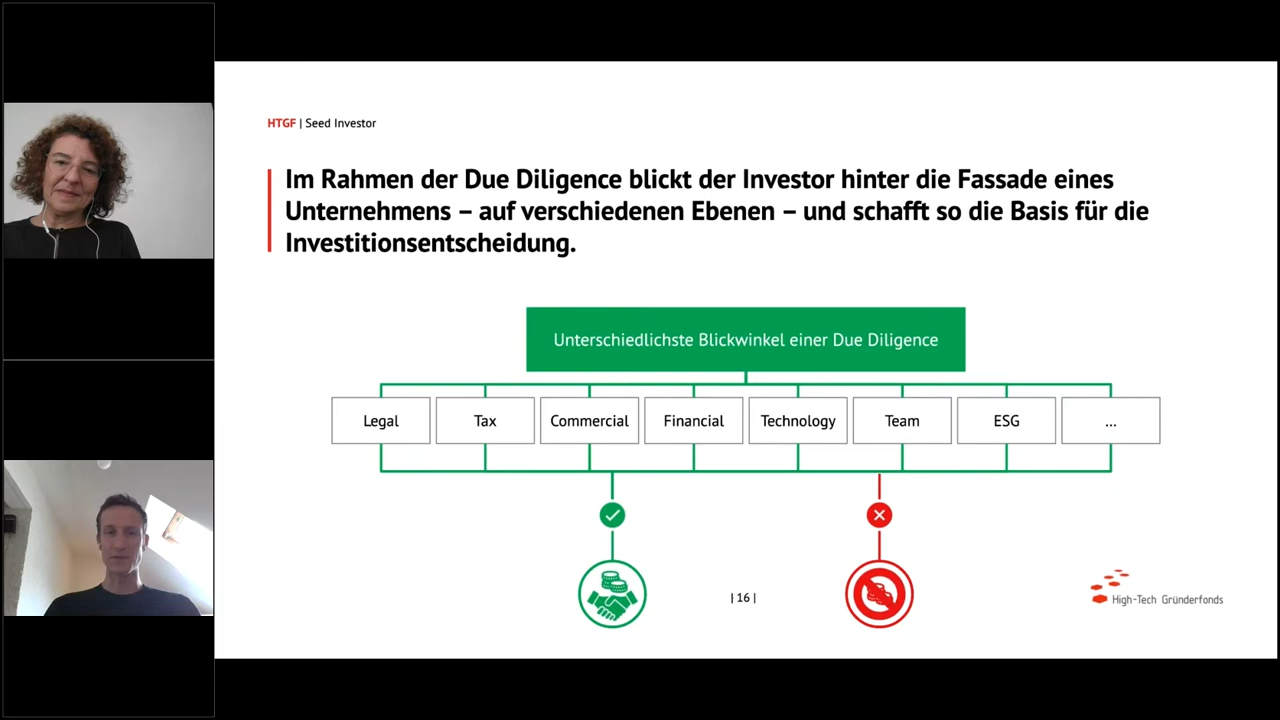 HTGF | Seed Investor
Im Rahmen der Due Diligence blickt der Investor hinter die Fassade eines
Unternehmens – auf verschiedenen Ebenen – und schafft so die Basis für die
Investitionsentscheidung.
Unterschiedlichste Blickwinkel einer Due Diligence
Legal
Tax
Commercial
Financial
Technology
Team
ESG
...
| 16 |
High-Tech Gründerfonds